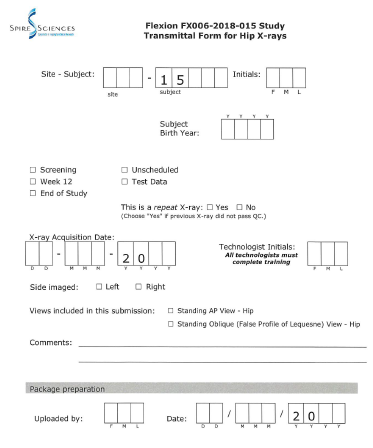 SPIRE SCIENCES
Flexion FX006-2018-015 Study
Transmittal Form for Hip X-rays
Site - Subject: - 1 5 Initials:
site subject F M L
Y Y Y Y
Subject
Birth Year:
☐ Screening ☐ Unscheduled
☐ Week 12 ☐ Test Data
☐ End of Study
This is a repeat X-ray: ☐ Yes ☐ No
(Choose "Yes" if previous X-ray did not pass QC.)
X-ray Acquisition Date:
- - 2 0
D D M M M Y Y Y Y
Technologist Initials:
All technologists must
complete training
F M L
Side imaged: ☐ Left ☐ Right
Views included in this submission: ☐ Standing AP View - Hip
☐ Standing Oblique (False Profile of Lequesne) View - Hip
Comments:
Package preparation
Uploaded by: Date: / / 2 0
F M L D D M M M Y Y Y Y